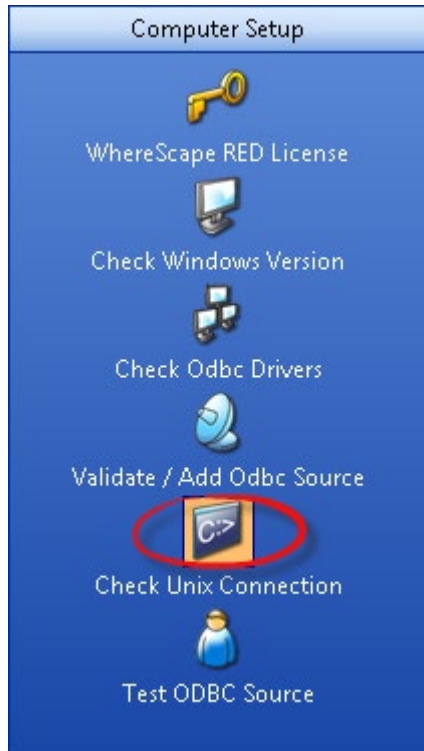 Computer Setup
WhereScape RED License
Check Windows Version
Check Odbc Drivers
Validate / Add Odbc Source
C:>
Check Unix Connection
Test ODBC Source